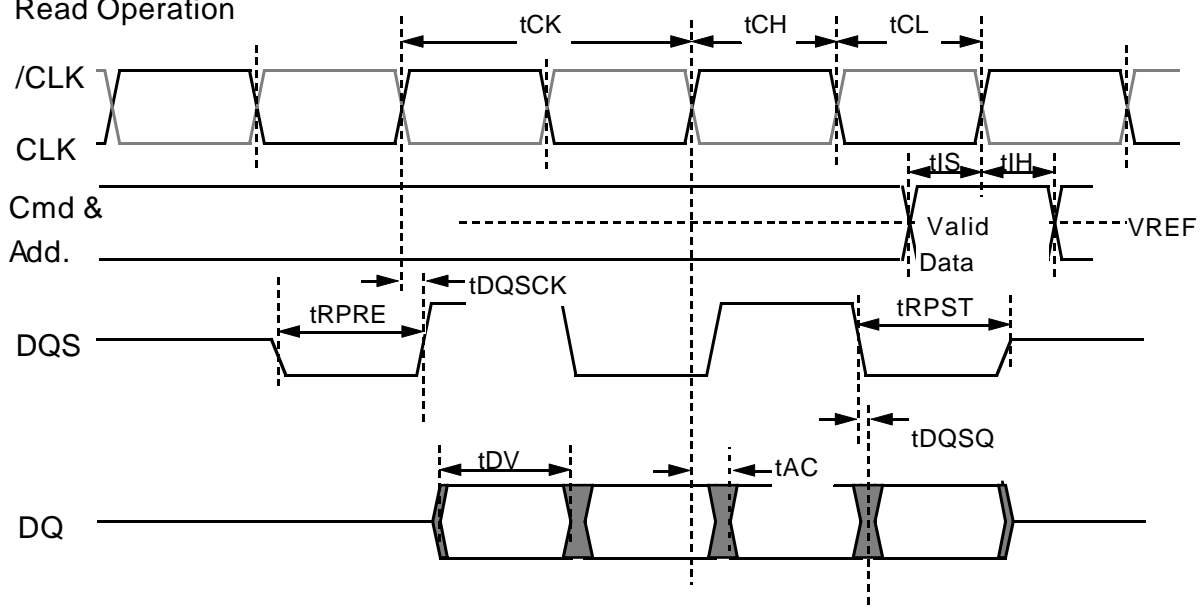 Read Operation
tCK
tCH
tCL
/CLK
CLK
tIS
tIH
Cmd &
Add.
Valid
Data
VREF
tDQSCK
tRPRE
tRPST
DQS
tDQSQ
tDV
tAC
DQ